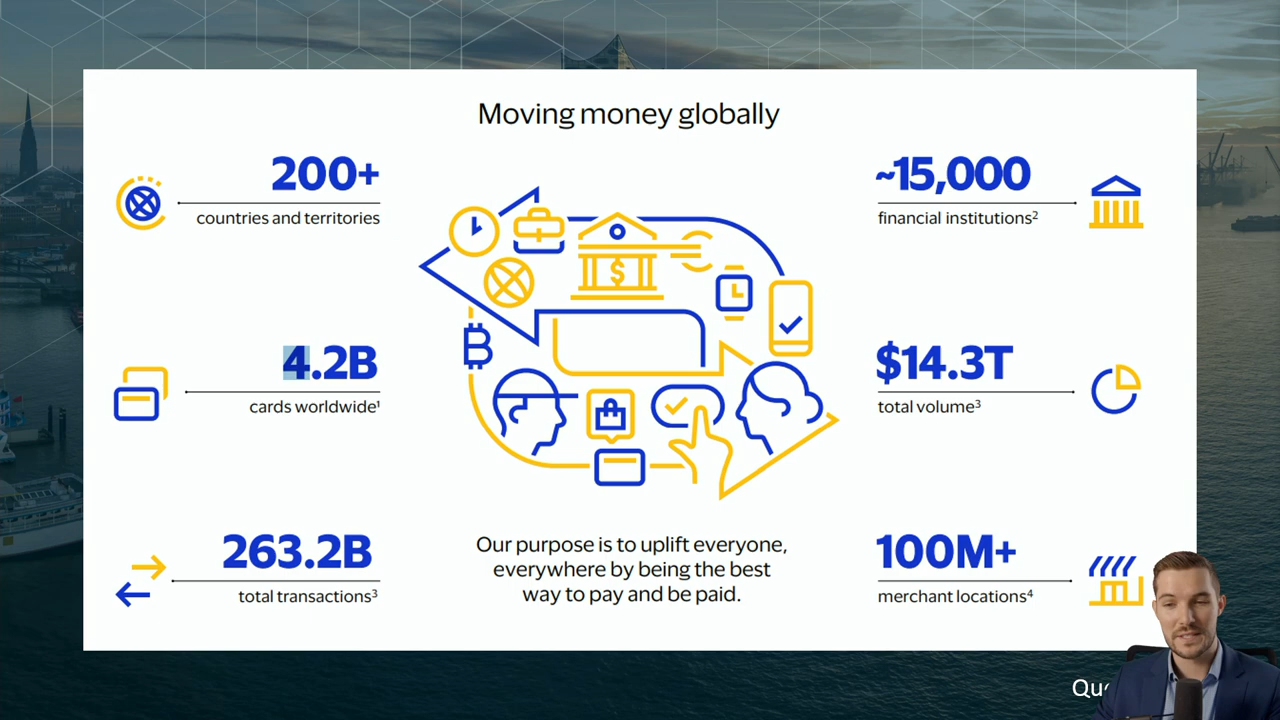 Moving money globally
200+
countries and territories
4.2B
cards worldwide¹
263.2B
total transactions³
~15,000
financial institutions²
$14.3T
total volume³
100M+
merchant locations⁴
$
Our purpose is to uplift everyone,
everywhere by being the best
way to pay and be paid.